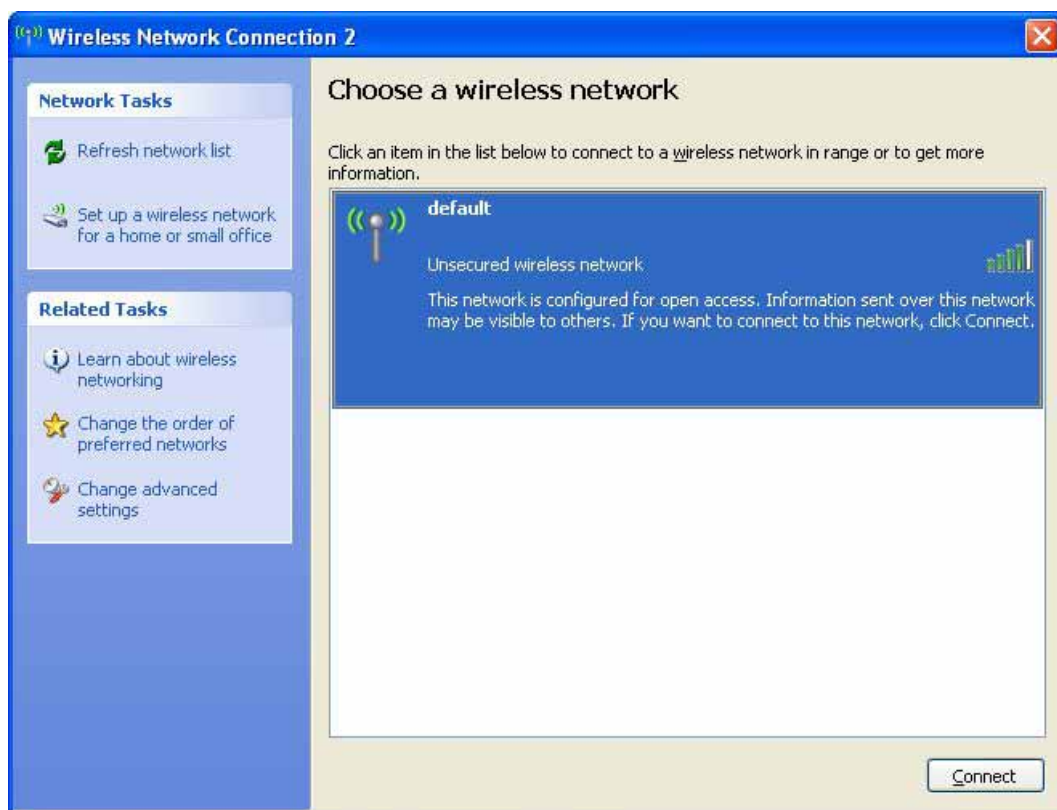 Wireless Network Connection 2
Network Tasks
Refresh network list
Set up a wireless network
for a home or small office
Related Tasks
Learn about wireless
networking
Change the order of
preferred networks
Change advanced
settings
Choose a wireless network
Click an item in the list below to connect to a wireless network in range or to get more
information.
default
Unsecured wireless network
This network is configured for open access. Information sent over this network
may be visible to others. If you want to connect to this network, click Connect.
Connect